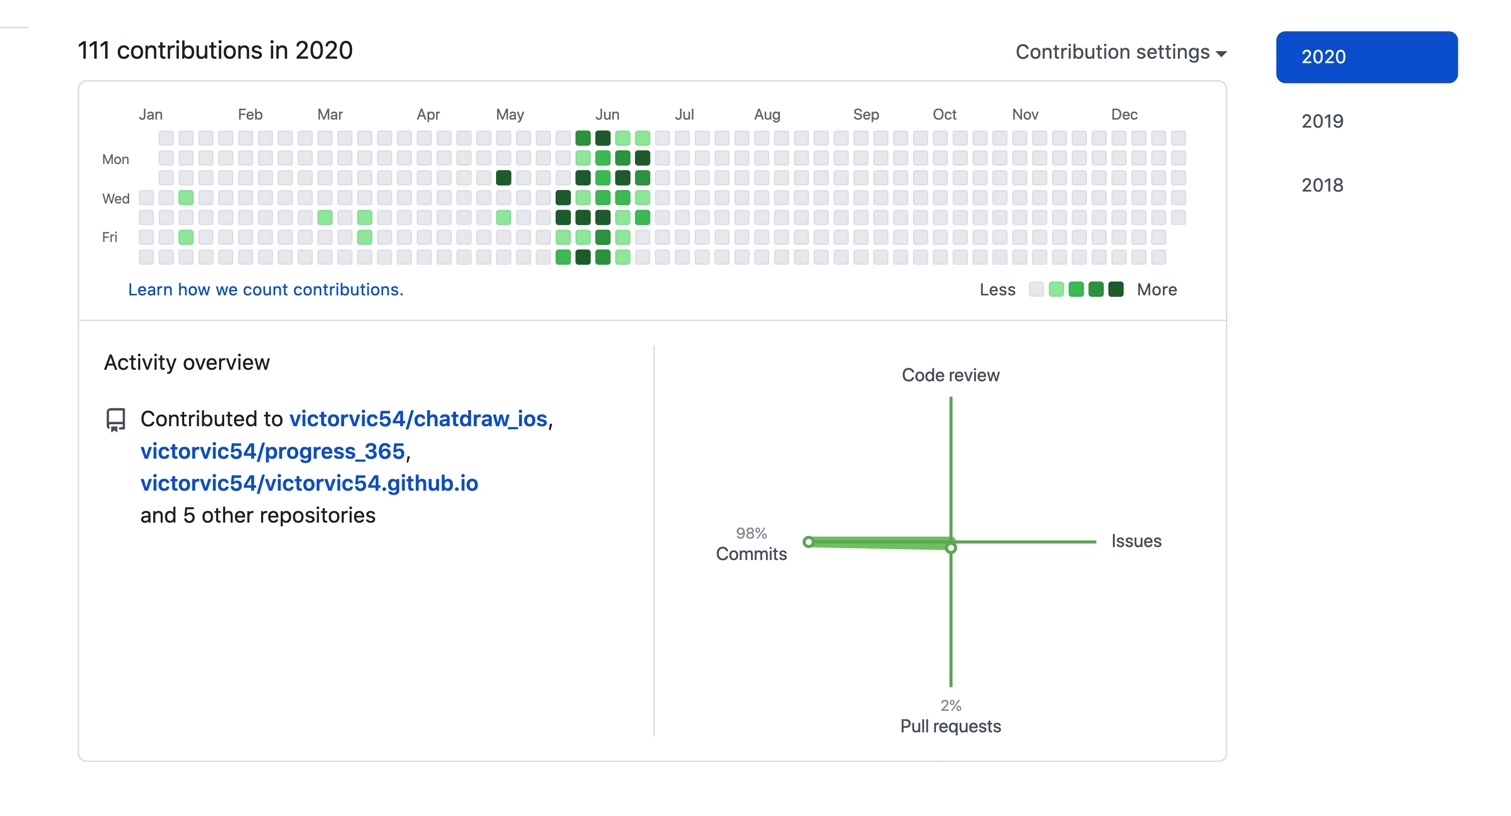 111 contributions in 2020
Contribution settings
2020
2019
2018
Jan Feb Mar Apr May Jun Jul Aug Sep Oct Nov Dec
Mon
Wed
Fri
Learn how we count contributions.
Less More
Activity overview
Contributed to victorvic54/chatdraw_ios,
victorvic54/progress_365,
victorvic54/victorvic54.github.io
and 5 other repositories
Code review
98%
Commits
Issues
2%
Pull requests